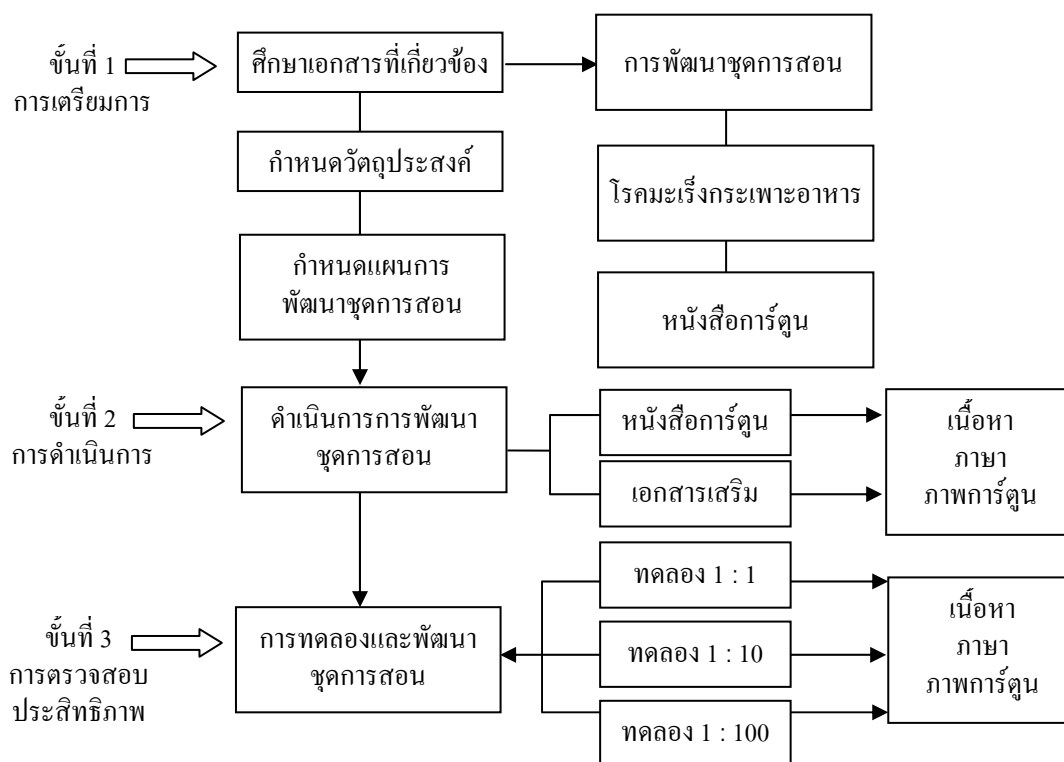 ขั้นที่ 1
การเตรียมการ
ศึกษาเอกสารที่เกี่ยวข้อง
การพัฒนาชุดการสอน
กำหนดวัตถุประสงค์
โรคมะเร็งกระเพาะอาหาร
กำหนดแผนการ
พัฒนาชุดการสอน
หนังสือการ์ตูน
ขั้นที่ 2
การดำเนินการ
ดำเนินการการพัฒนา
ชุดการสอน
หนังสือการ์ตูน
เอกสารเสริม
เนื้อหา
ภาษา
ภาพการ์ตูน
ขั้นที่ 3
การตรวจสอบ
ประสิทธิภาพ
การทดลองและพัฒนา
ชุดการสอน
ทดลอง 1 : 1
ทดลอง 1 : 10
ทดลอง 1 : 100
เนื้อหา
ภาษา
ภาพการ์ตูน